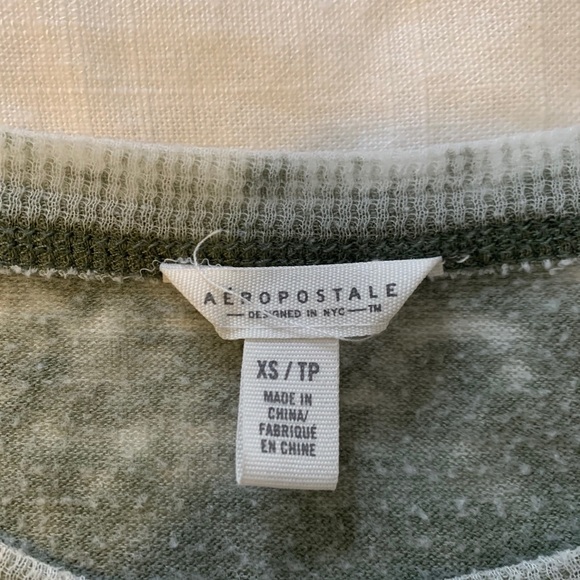 AÉROPOSTALE
DESIGNED IN NYC TM
XS / TP
MADE IN
CHINA/
FABRIQUÉ
EN CHINE